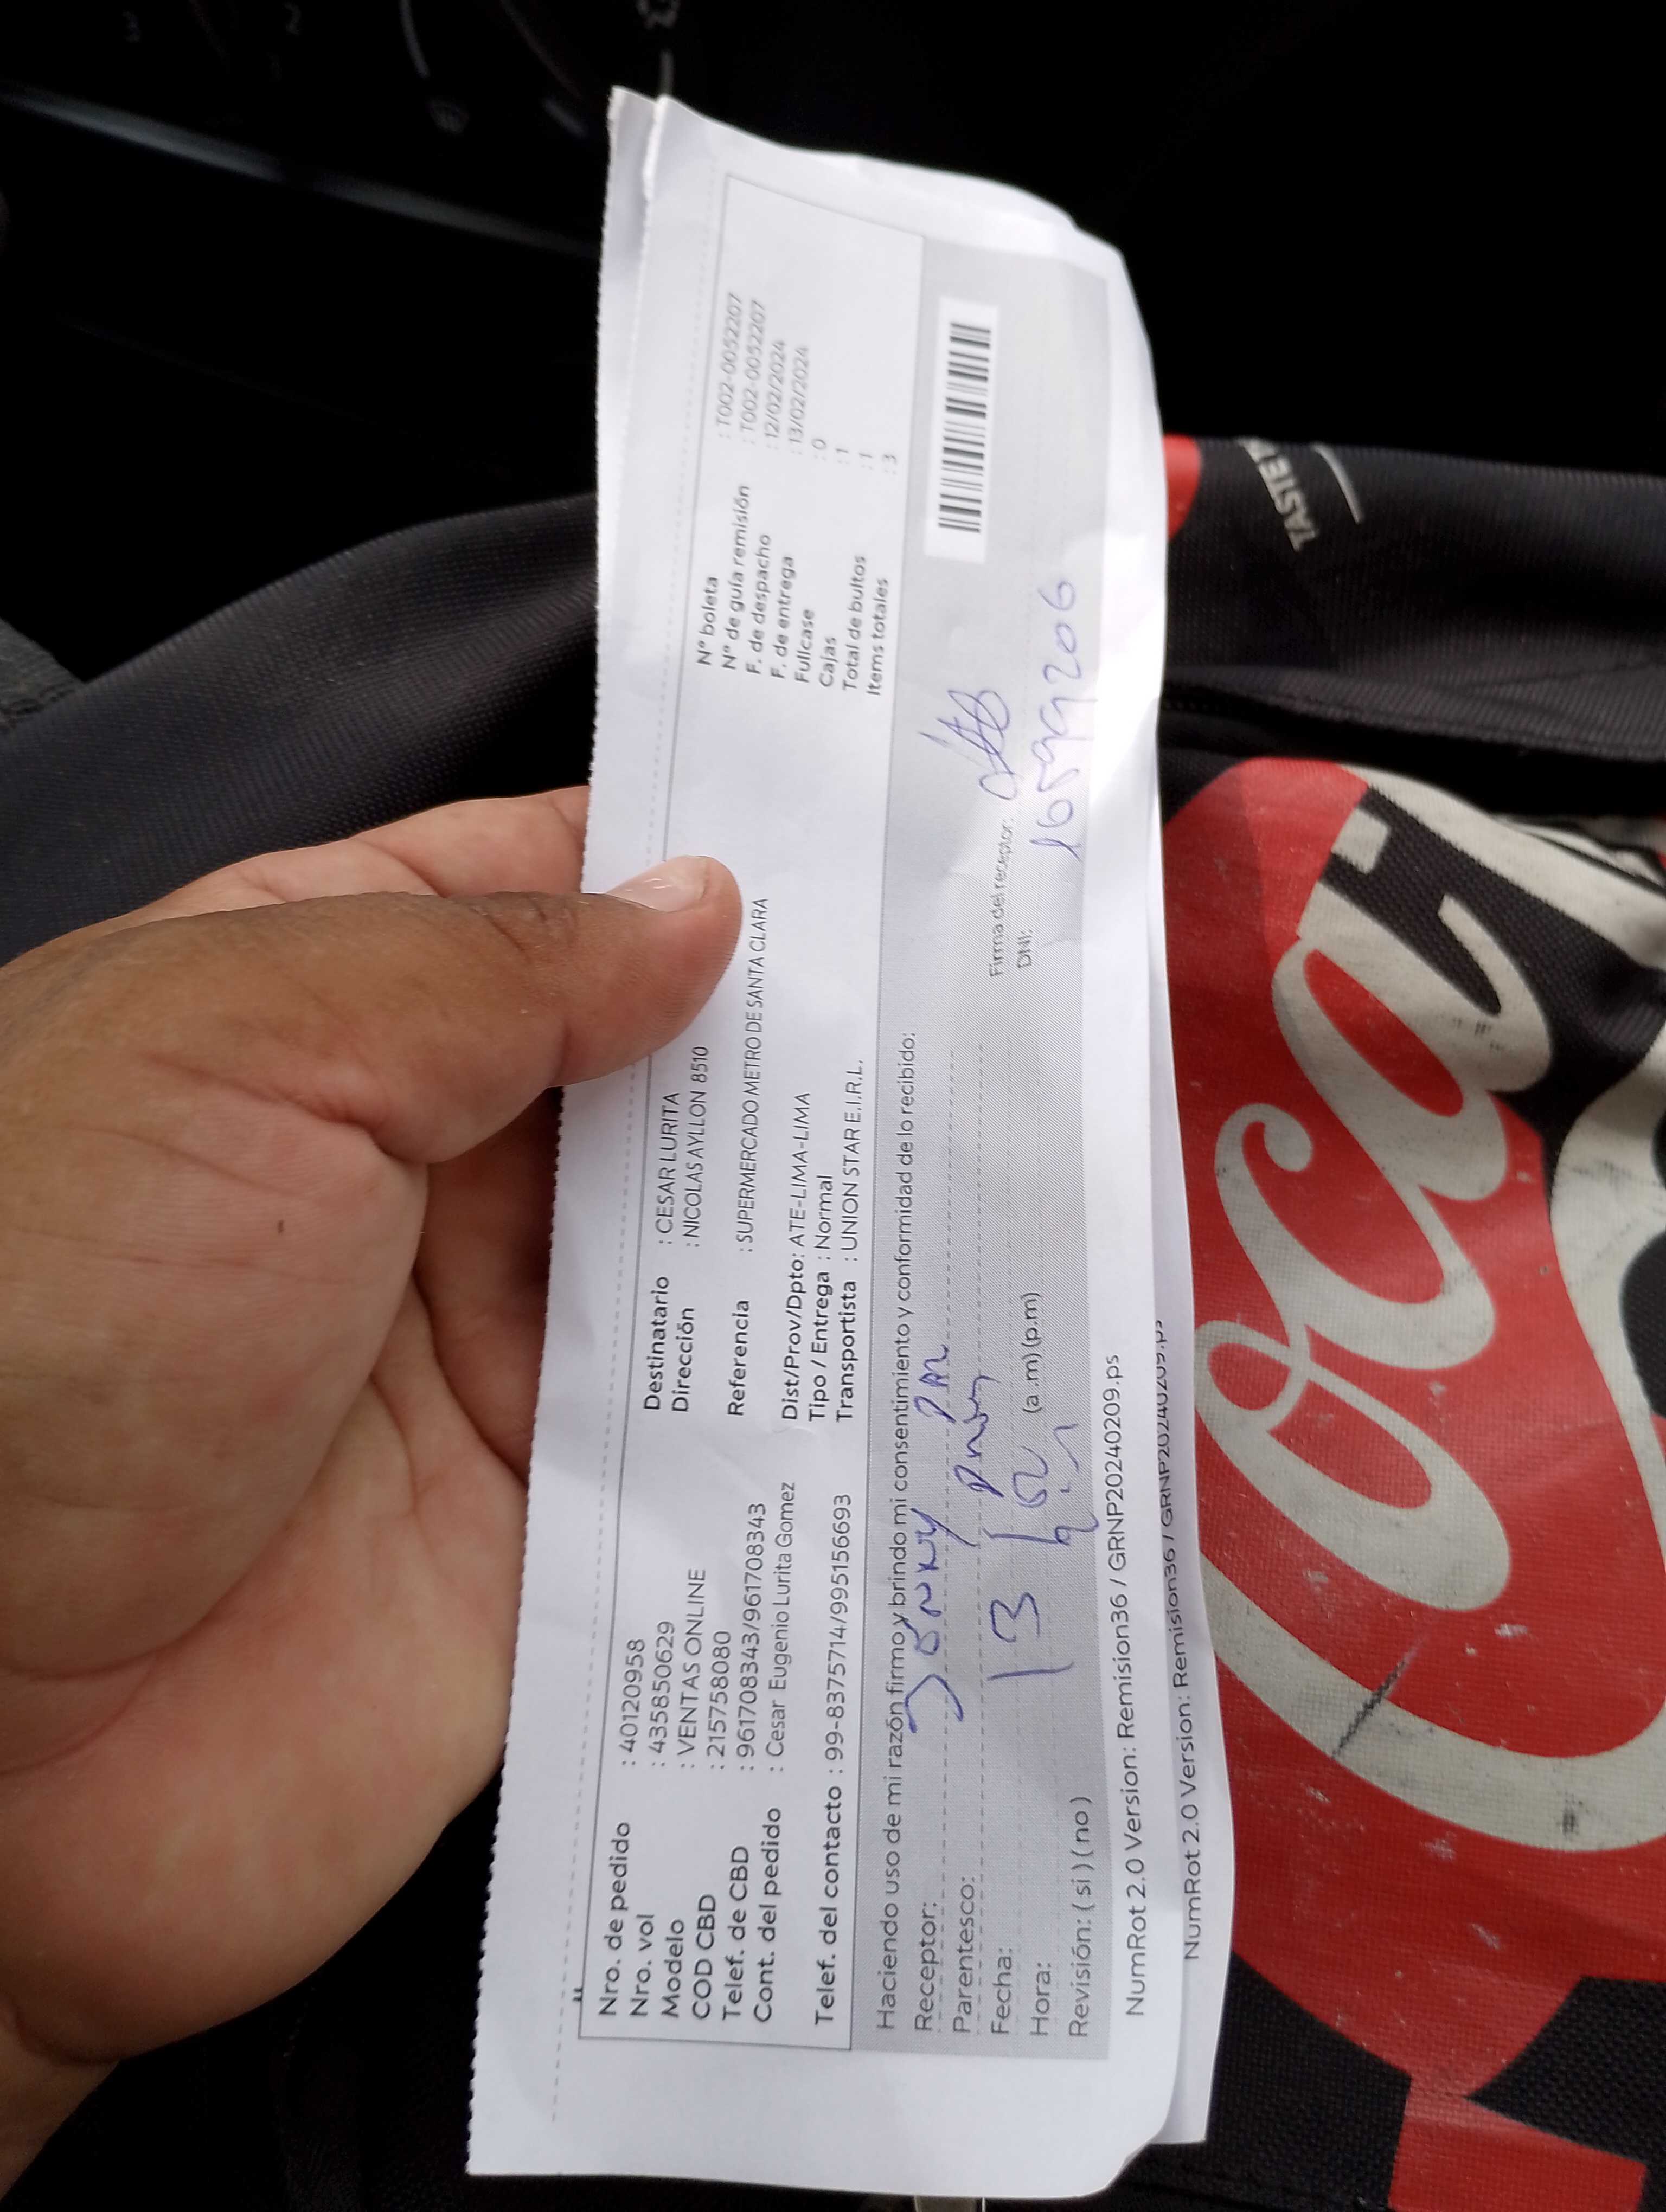 Nro. de pedido : 40120958
Nro. vol : 435850629
Modelo : VENTAS ONLINE
COD CBD : 215758080
Telef. de CBD : 961708343/961708343
Cont. del pedido : Cesar Eugenio Lurita Gomez
Telef. del contacto : 99-8375714/995156693
Destinatario : CESAR LURITA
Dirección : NICOLAS AYLLON 8510
Referencia : SUPERMERCADO METRO DE SANTA CLARA
Dist/Prov/Dpto: ATE-LIMA-LIMA
Tipo / Entrega : Normal
Transportista : UNION STAR E.I.R.L.
N° boleta : T002-0052207
N° de guía remisión : T002-0052207
F. de despacho : 12/02/2024
F. de entrega : 13/02/2024
Fullcase : 0
Cajas : 1
Total de bultos : 1
Items totales : 3
Haciendo uso de mi razón firmo y brindo mi consentimiento y conformidad de lo recibido:
Receptor:
Parentesco:
Fecha: 13
Hora: (a.m) (p.m)
Revisión: ( si ) ( no )
Firma del receptor:
DNI: 16599206
NumRot 2.0 Version: Remision36 / GRNP20240209.ps
NumRot 2.0 Version: Remision36 / GRNP20240209.ps
TASTE
Coca